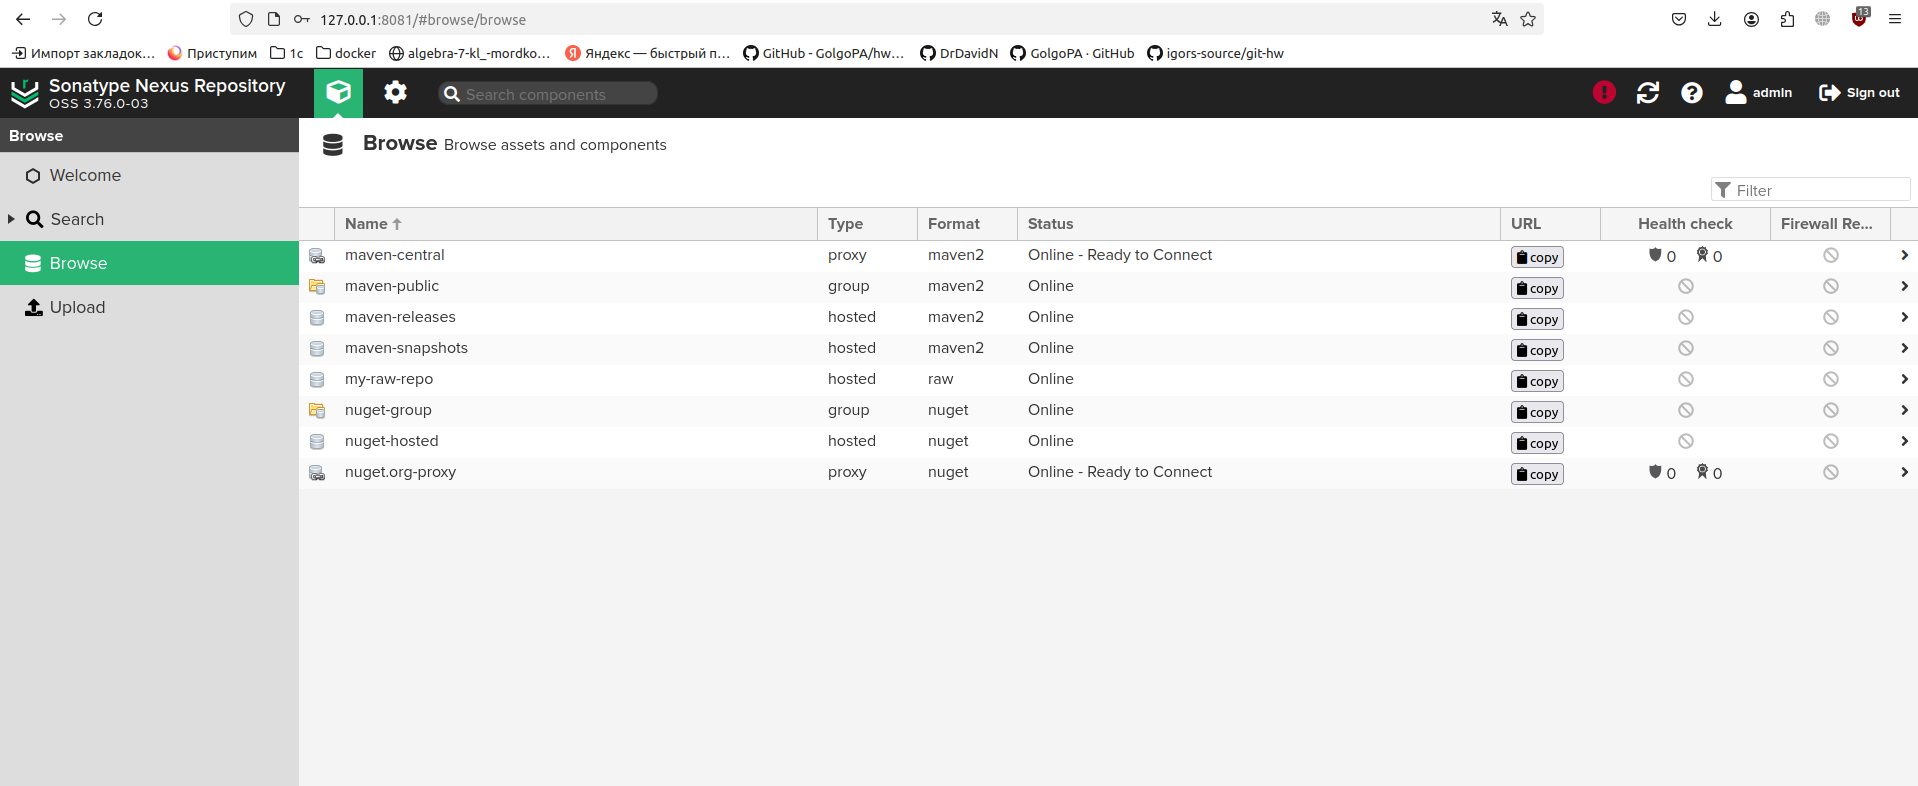 127.0.0.1:8081/#browse/browse
13
Импорт закладок… Приступим 1с docker algebra-7-kl_-mordko… Яндекс — быстрый п… GitHub - GolgoPA/hw… DrDavidN GolgoPA · GitHub igors-source/git-hw
Sonatype Nexus Repository
OSS 3.76.0-03
Search components
admin Sign out
Browse
Welcome
Search
Browse
Upload
Browse Browse assets and components
Filter
Name Type Format Status URL Health check Firewall Re...
maven-central proxy maven2 Online - Ready to Connect copy 0 0
maven-public group maven2 Online copy
maven-releases hosted maven2 Online copy
maven-snapshots hosted maven2 Online copy
my-raw-repo hosted raw Online copy
nuget-group group nuget Online copy
nuget-hosted hosted nuget Online copy
nuget.org-proxy proxy nuget Online - Ready to Connect copy 0 0